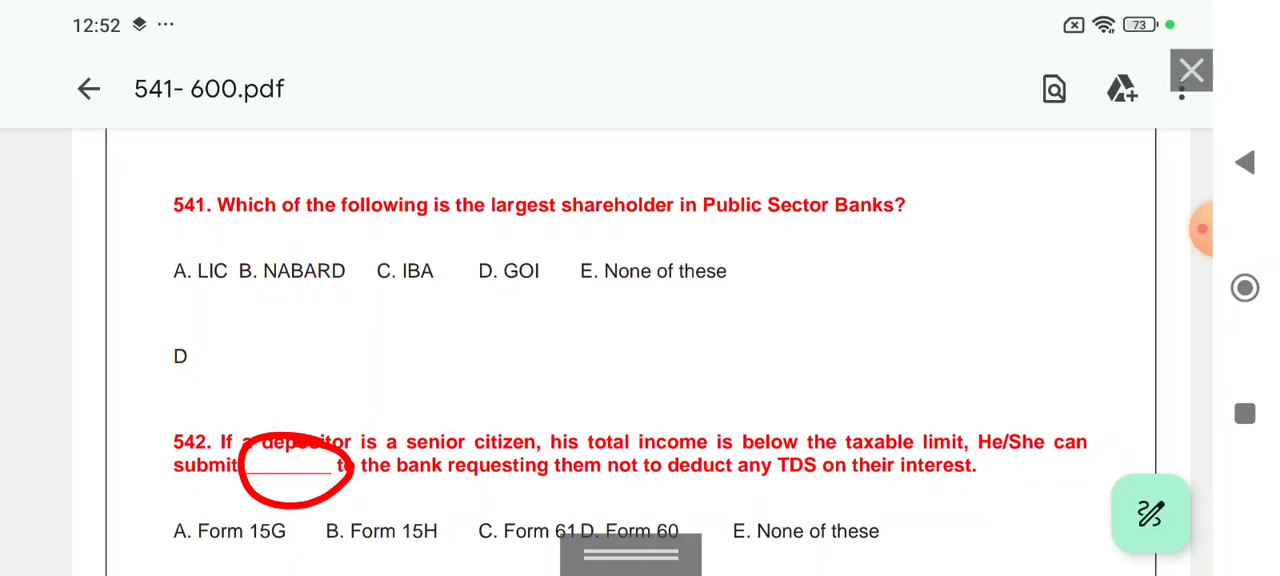 12:52 ...
73
541- 600.pdf
541. Which of the following is the largest shareholder in Public Sector Banks?
A. LIC B. NABARD C. IBA D. GOI E. None of these
D
542. If a depositor is a senior citizen, his total income is below the taxable limit, He/She can
submit ________ to the bank requesting them not to deduct any TDS on their interest.
A. Form 15G B. Form 15H C. Form 61 D. Form 60 E. None of these